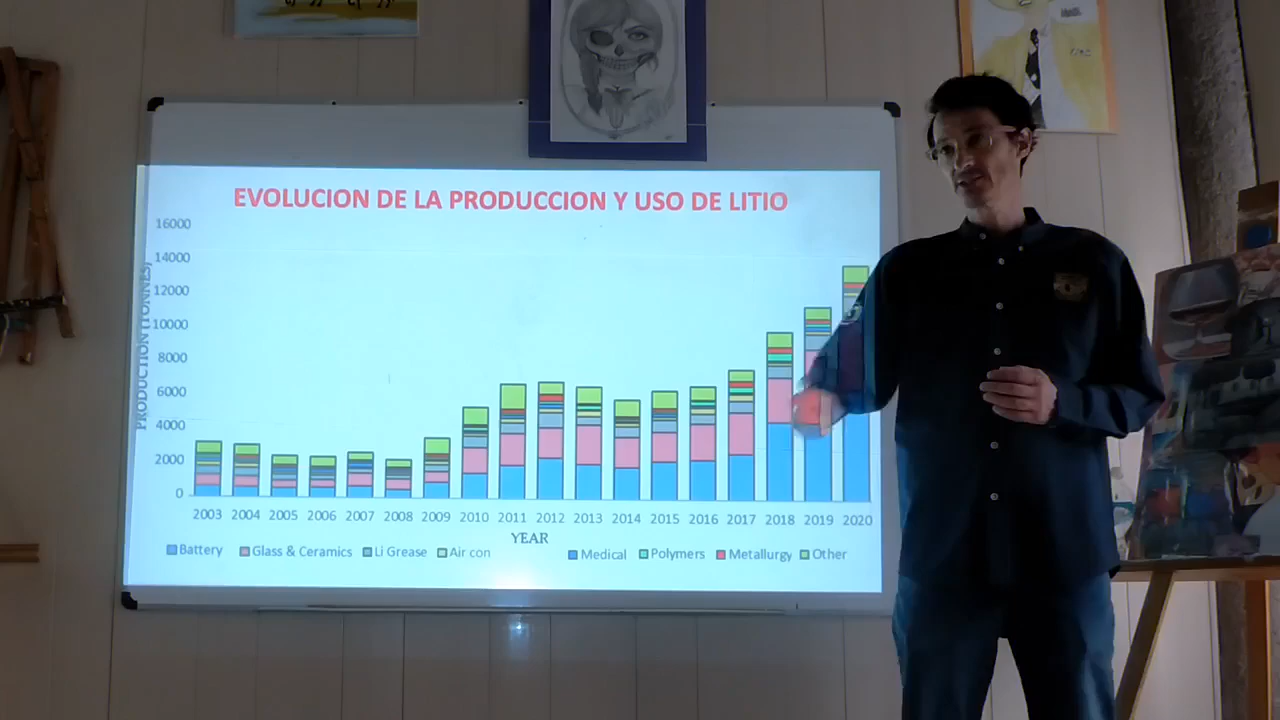 EVOLUCION DE LA PRODUCCION Y USO DE LITIO
PRODUCTION (TONNES)
16000
14000
12000
10000
8000
6000
4000
2000
0
2003 2004 2005 2006 2007 2008 2009 2010 2011 2012 2013 2014 2015 2016 2017 2018 2019 2020
YEAR
Battery Glass & Ceramics Li Grease Air con Medical Polymers Metallurgy Other